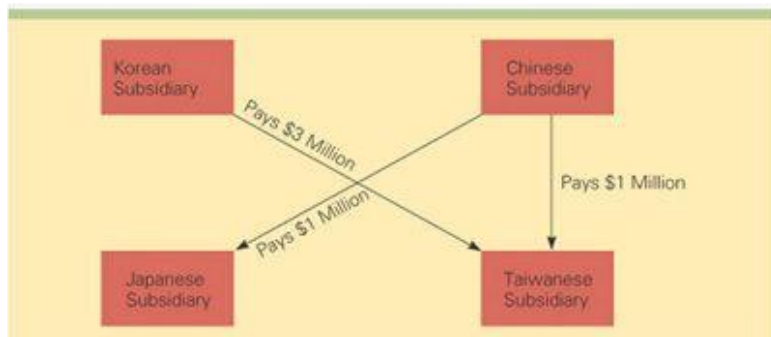 Korean
Subsidiary
Chinese
Subsidiary
Pays $3 Million
Pays $1 Million
Pays $1 Million
Japanese
Subsidiary
Taiwanese
Subsidiary